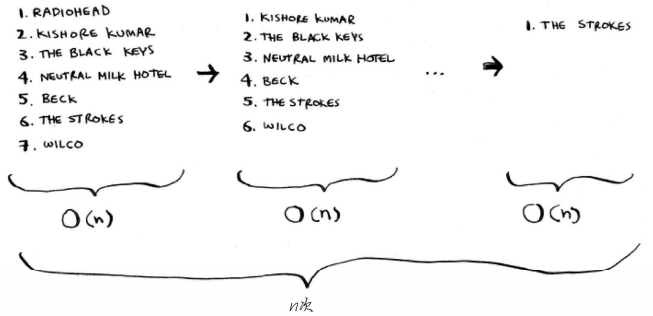 1. RADIOHEAD
2. KISHORE KUMAR
3. THE BLACK KEYS
4. NEUTRAL MILK HOTEL
5. BECK
6. THE STROKES
7. WILCO
O(n)
1. KISHORE KUMAR
2. THE BLACK KEYS
3. NEUTRAL MILK HOTEL
4. BECK
5. THE STROKES
6. WILCO
O(n)
...
1. THE STROKES
O(n)
n次